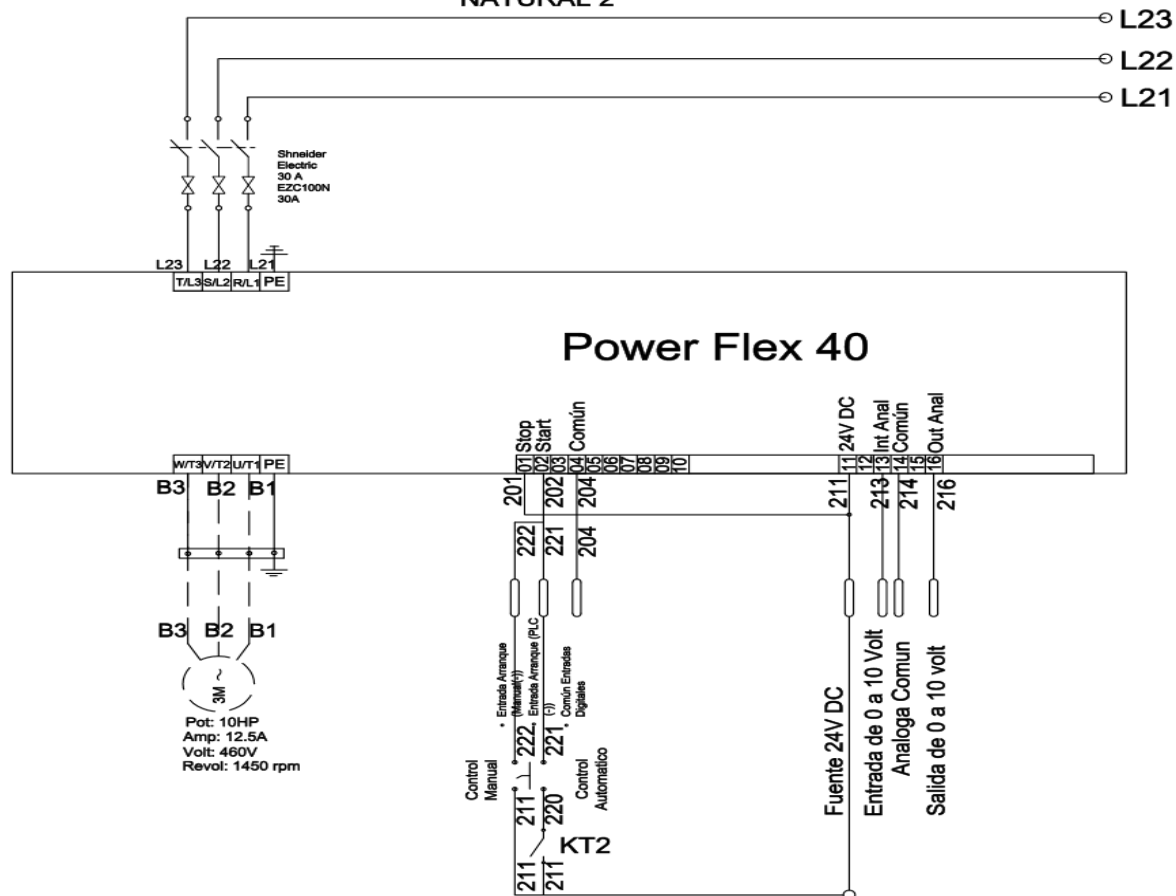 NATURAL 2
L23
L22
L21
Shneider
Electric
30 A
EZC100N
30A
L23 L22 L21
T/L3 S/L2 R/L1 PE
Power Flex 40
Stop
Start
Común
24V DC
Int Anal
Común
Out Anal
01 02 03 04 05 06 07 08 09 10
11 12 13 14 15 16
W/T3 V/T2 U/T1 PE
B3 B2 B1
201 202 204
211 213 214 216
222 221 204
B3 B2 B1
3M ~
Pot: 10HP
Amp: 12.5A
Volt: 460V
Revol: 1450 rpm
• Entrada Arranque
(Manual(-))
• Entrada Arranque (PLC
(-))
• Común Entradas
Digitales
222 221
Control
Manual
Control
Automatico
211 220
KT2
211 211
Fuente 24V DC
Entrada de 0 a 10 Volt
Analoga Comun
Salida de 0 a 10 volt